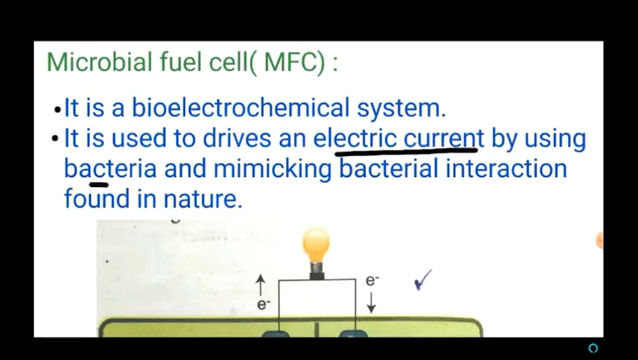 Microbial fuel cell( MFC) :
•It is a bioelectrochemical system.
•It is used to drives an electric current by using
bacteria and mimicking bacterial interaction
found in nature.
e-
e-